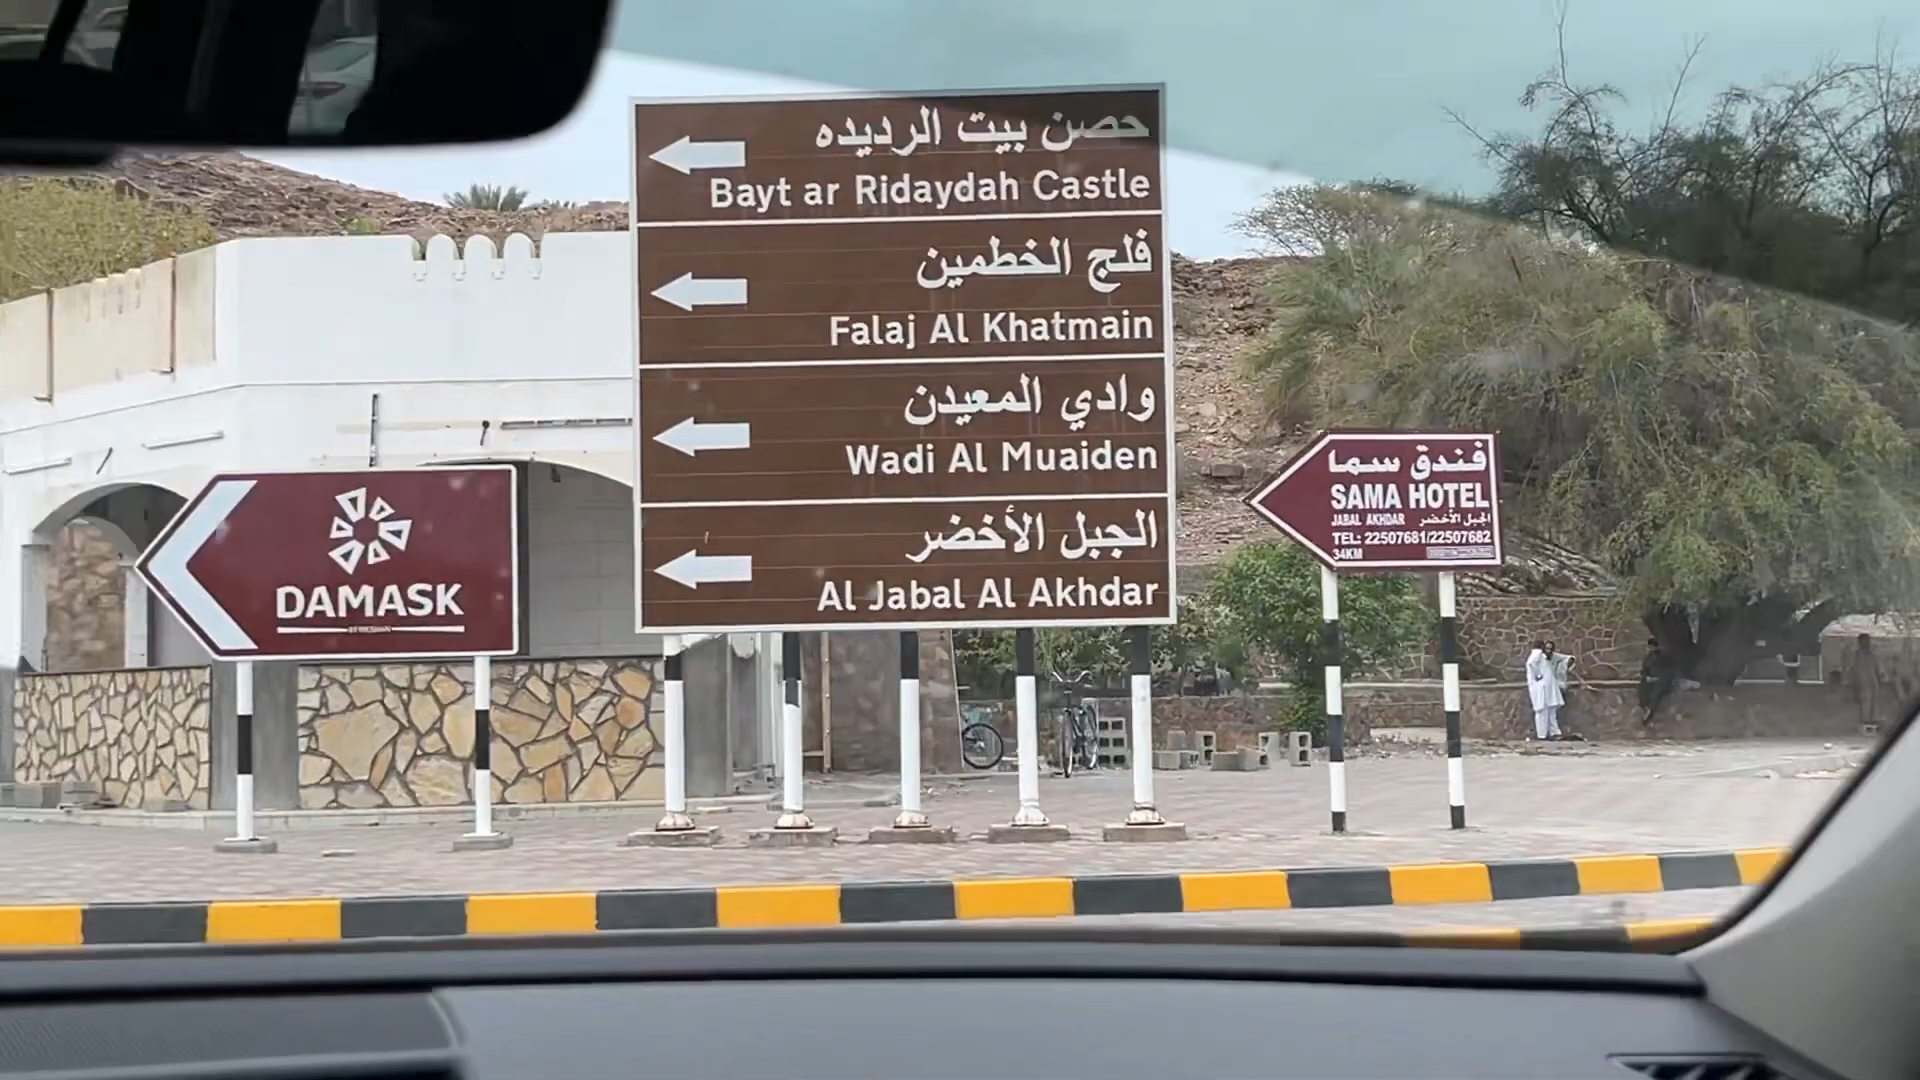 حصن بيت الرديده
Bayt ar Ridaydah Castle
فلج الخطمين
Falaj Al Khatmain
وادي المعيدن
Wadi Al Muaiden
الجبل الأخضر
Al Jabal Al Akhdar
DAMASK
فندق سما
SAMA HOTEL
JABAL AKHDAR الجبل الأخضر
TEL: 22507681/22507682
34KM